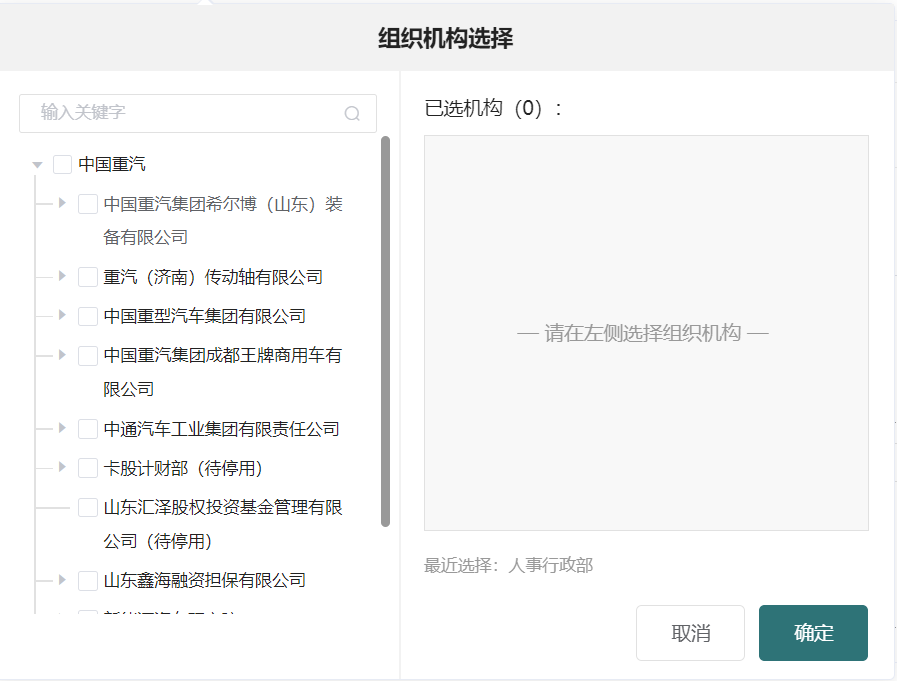 组织机构选择
输入关键字
中国重汽
中国重汽集团希尔博（山东）装
备有限公司
重汽（济南）传动轴有限公司
中国重型汽车集团有限公司
中国重汽集团成都王牌商用车有
限公司
中通汽车工业集团有限责任公司
卡股计财部（待停用）
山东汇泽股权投资基金管理有限
公司（待停用）
山东鑫海融资担保有限公司
已选机构（0）:
— 请在左侧选择组织机构 —
最近选择：人事行政部
取消
确定